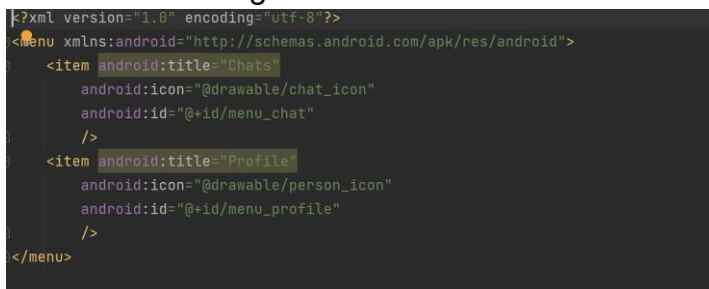 <?xml version="1.0" encoding="utf-8"?>
<menu xmlns:android="http://schemas.android.com/apk/res/android">
<item android:title="Chats"
android:icon="@drawable/chat_icon"
android:id="@+id/menu_chat"
/>
<item android:title="Profile"
android:icon="@drawable/person_icon"
android:id="@+id/menu_profile"
/>
</menu>